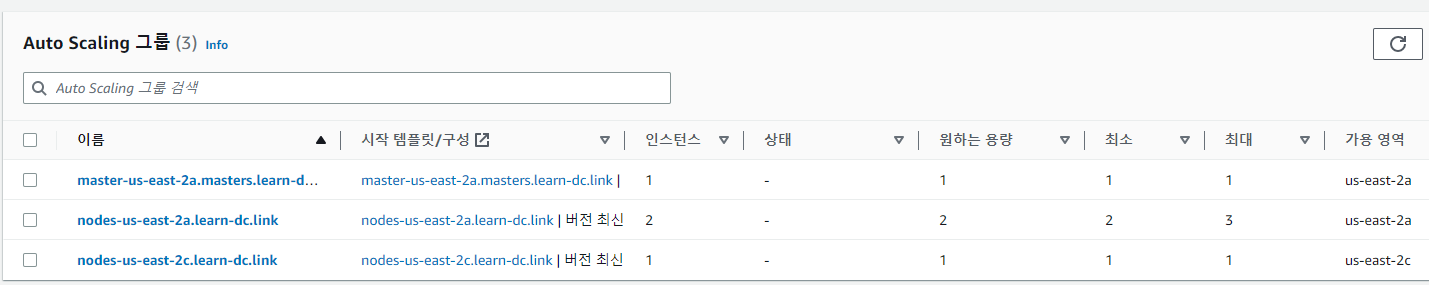 Auto Scaling 그룹 (3) Info
Auto Scaling 그룹 검색
이름 시작 템플릿/구성 인스턴스 상태 원하는 용량 최소 최대 가용 영역
master-us-east-2a.masters.learn-d... master-us-east-2a.masters.learn-dc.link | 1 - 1 1 1 us-east-2a
nodes-us-east-2a.learn-dc.link nodes-us-east-2a.learn-dc.link | 버전 최신 2 - 2 2 3 us-east-2a
nodes-us-east-2c.learn-dc.link nodes-us-east-2c.learn-dc.link | 버전 최신 1 - 1 1 1 us-east-2c